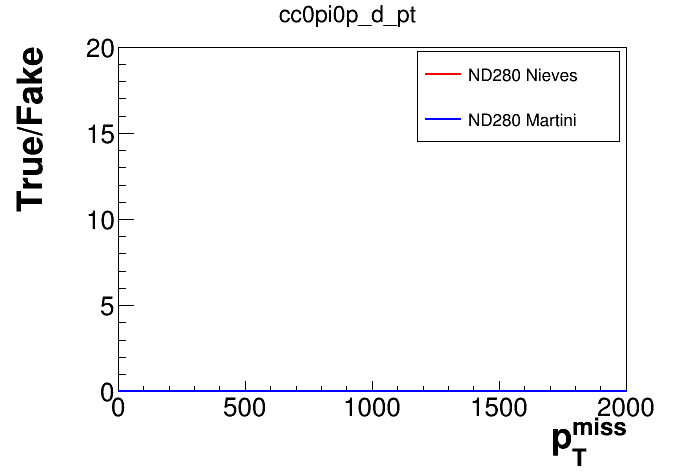 cc0pi0p_d_pt
True/Fake
20
15
10
5
0
ND280 Nieves
ND280 Martini
0 500 1000 1500 2000
p_T^miss